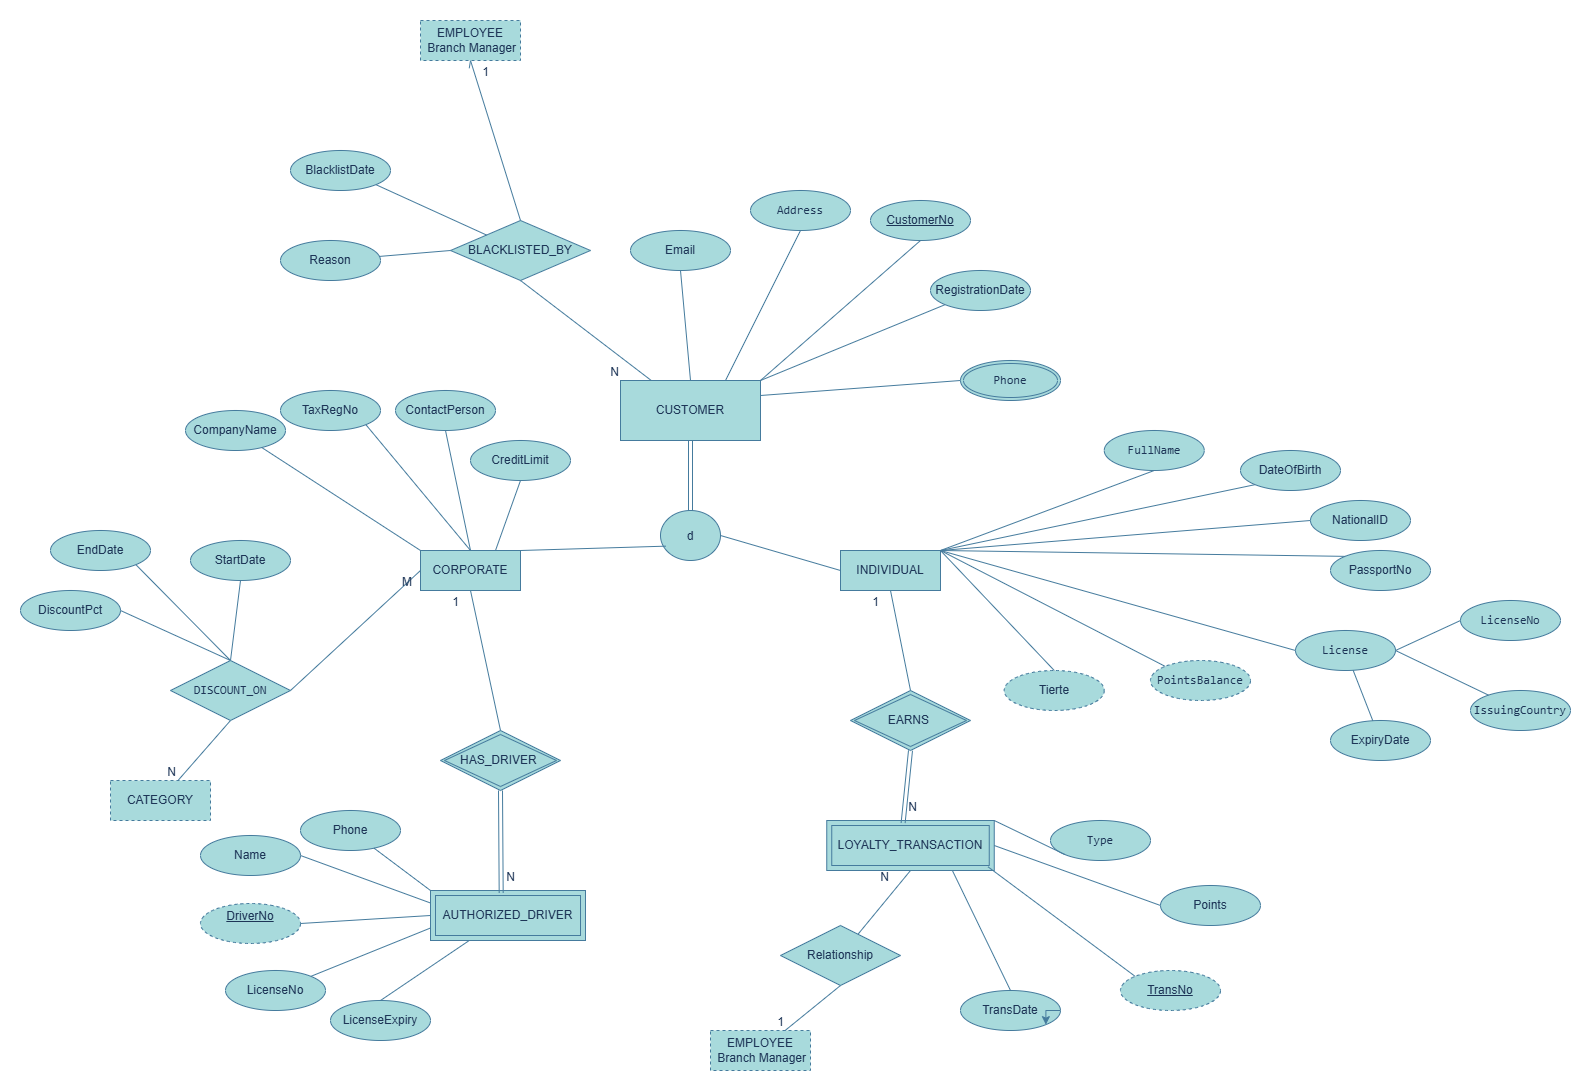 EMPLOYEE
Branch Manager
1
BlacklistDate
Reason
BLACKLISTED_BY
N
Email
Address
CustomerNo
RegistrationDate
Phone
CUSTOMER
CompanyName
TaxRegNo
ContactPerson
CreditLimit
d
FullName
DateOfBirth
NationalID
PassportNo
EndDate
StartDate
DiscountPct
M
CORPORATE
1
INDIVIDUAL
1
License
LicenseNo
IssuingCountry
ExpiryDate
Tierte
PointsBalance
DISCOUNT_ON
N
CATEGORY
HAS_DRIVER
EARNS
N
LOYALTY_TRANSACTION
N
Type
Points
TransNo
TransDate
Phone
Name
DriverNo
LicenseNo
LicenseExpiry
N
AUTHORIZED_DRIVER
Relationship
1
EMPLOYEE
Branch Manager